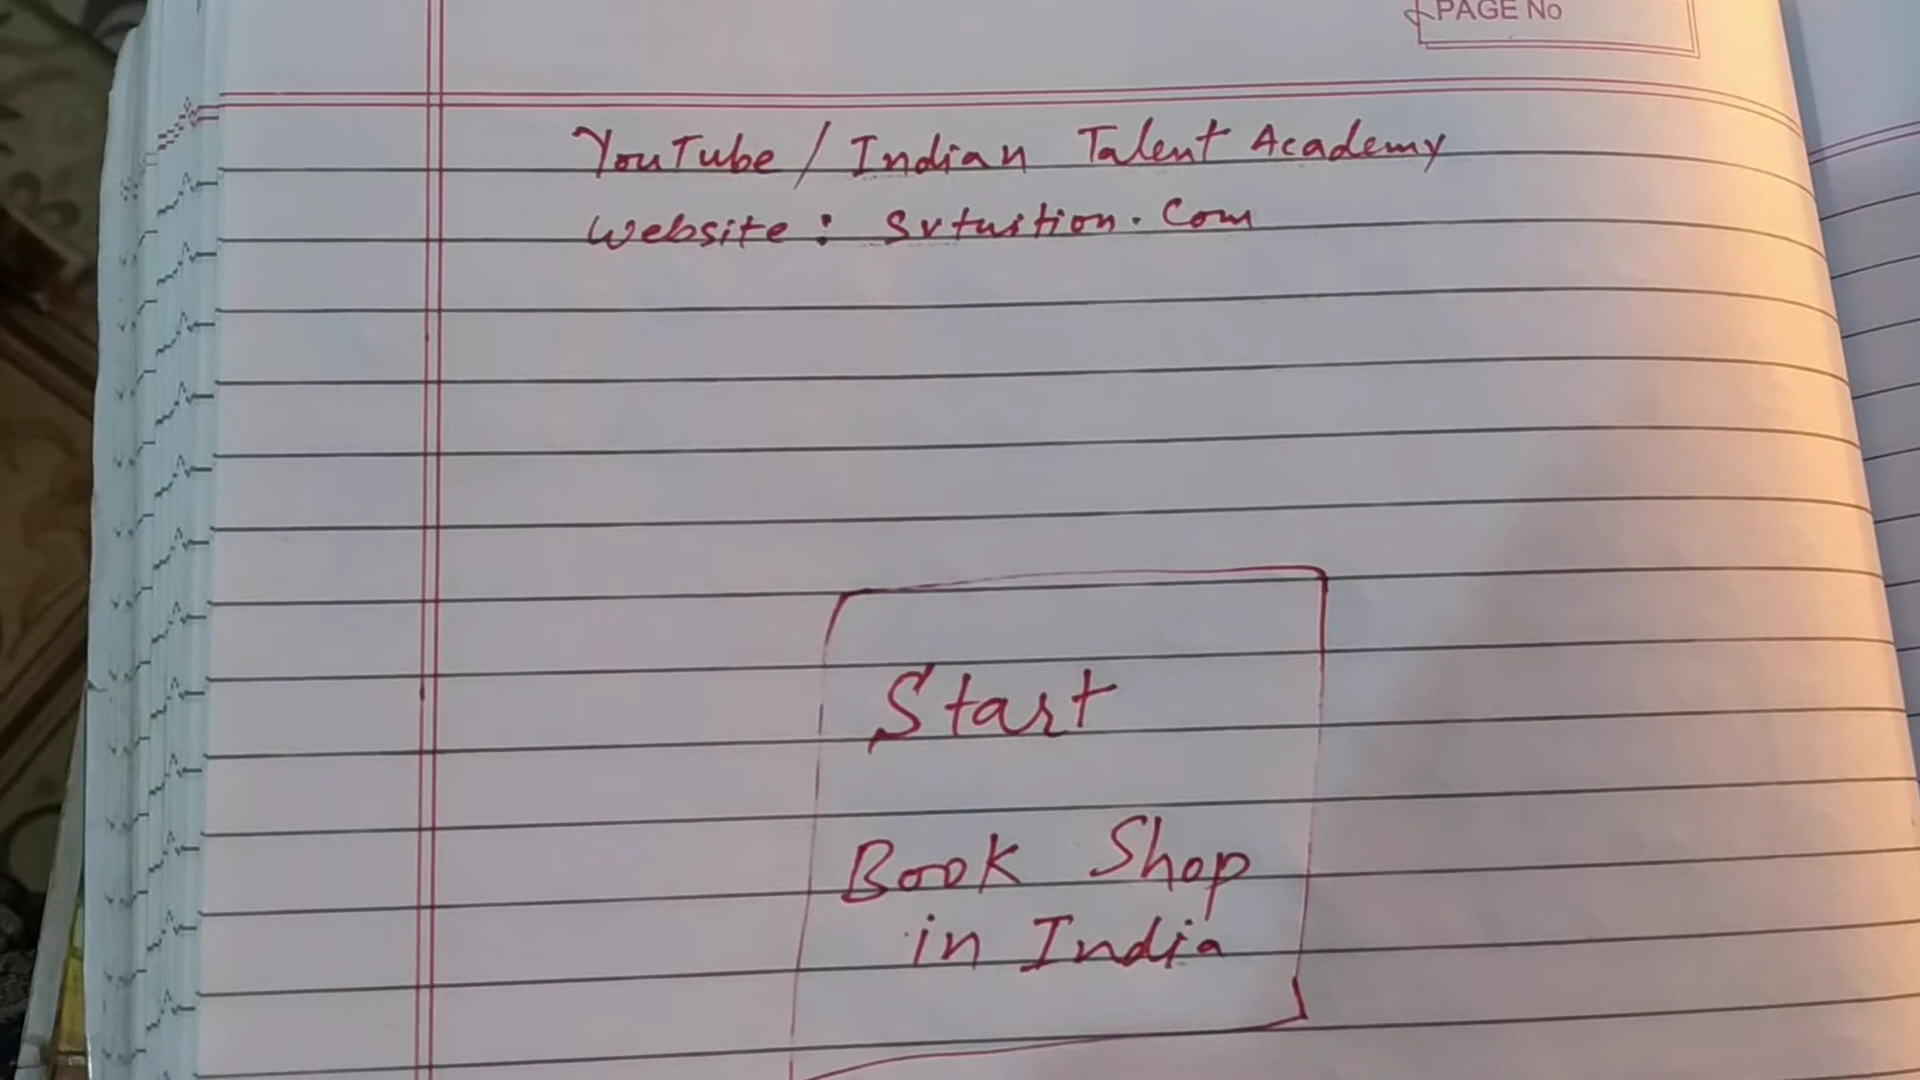 PAGE No
YouTube / Indian Talent Academy
Website : Svtuition. Com
Start
Book Shop
in India